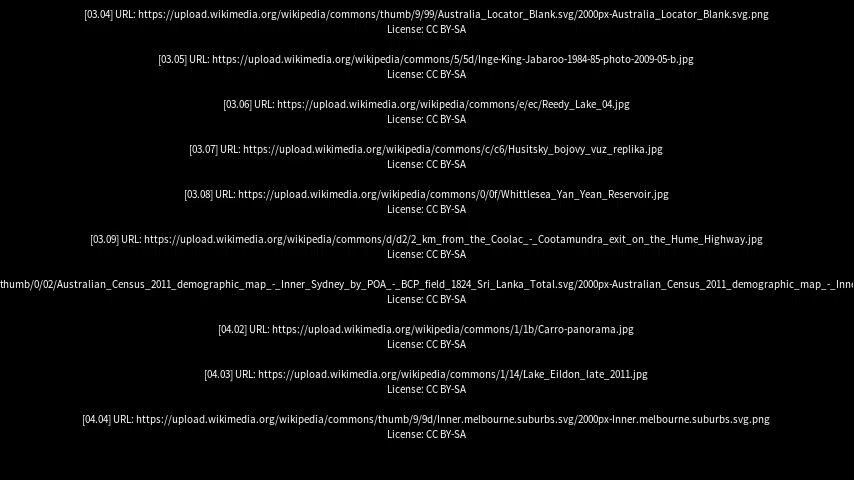 [03.04] URL: https://upload.wikimedia.org/wikipedia/commons/thumb/9/99/Australia_Locator_Blank.svg/2000px-Australia_Locator_Blank.svg.png
License: CC BY-SA
[03.05] URL: https://upload.wikimedia.org/wikipedia/commons/5/5d/Inge-King-Jabaroo-1984-85-photo-2009-05-b.jpg
License: CC BY-SA
[03.06] URL: https://upload.wikimedia.org/wikipedia/commons/e/ec/Reedy_Lake_04.jpg
License: CC BY-SA
[03.07] URL: https://upload.wikimedia.org/wikipedia/commons/c/c6/Husitsky_bojovy_vuz_replika.jpg
License: CC BY-SA
[03.08] URL: https://upload.wikimedia.org/wikipedia/commons/0/0f/Whittlesea_Yan_Yean_Reservoir.jpg
License: CC BY-SA
[03.09] URL: https://upload.wikimedia.org/wikipedia/commons/d/d2/2_km_from_the_Coolac_-_Cootamundra_exit_on_the_Hume_Highway.jpg
License: CC BY-SA
thumb/0/02/Australian_Census_2011_demographic_map_-_Inner_Sydney_by_POA_-_BCP_field_1824_Sri_Lanka_Total.svg/2000px-Australian_Census_2011_demographic_map_-_Inne
License: CC BY-SA
[04.02] URL: https://upload.wikimedia.org/wikipedia/commons/1/1b/Carro-panorama.jpg
License: CC BY-SA
[04.03] URL: https://upload.wikimedia.org/wikipedia/commons/1/14/Lake_Eildon_late_2011.jpg
License: CC BY-SA
[04.04] URL: https://upload.wikimedia.org/wikipedia/commons/thumb/9/9d/Inner.melbourne.suburbs.svg/2000px-Inner.melbourne.suburbs.svg.png
License: CC BY-SA